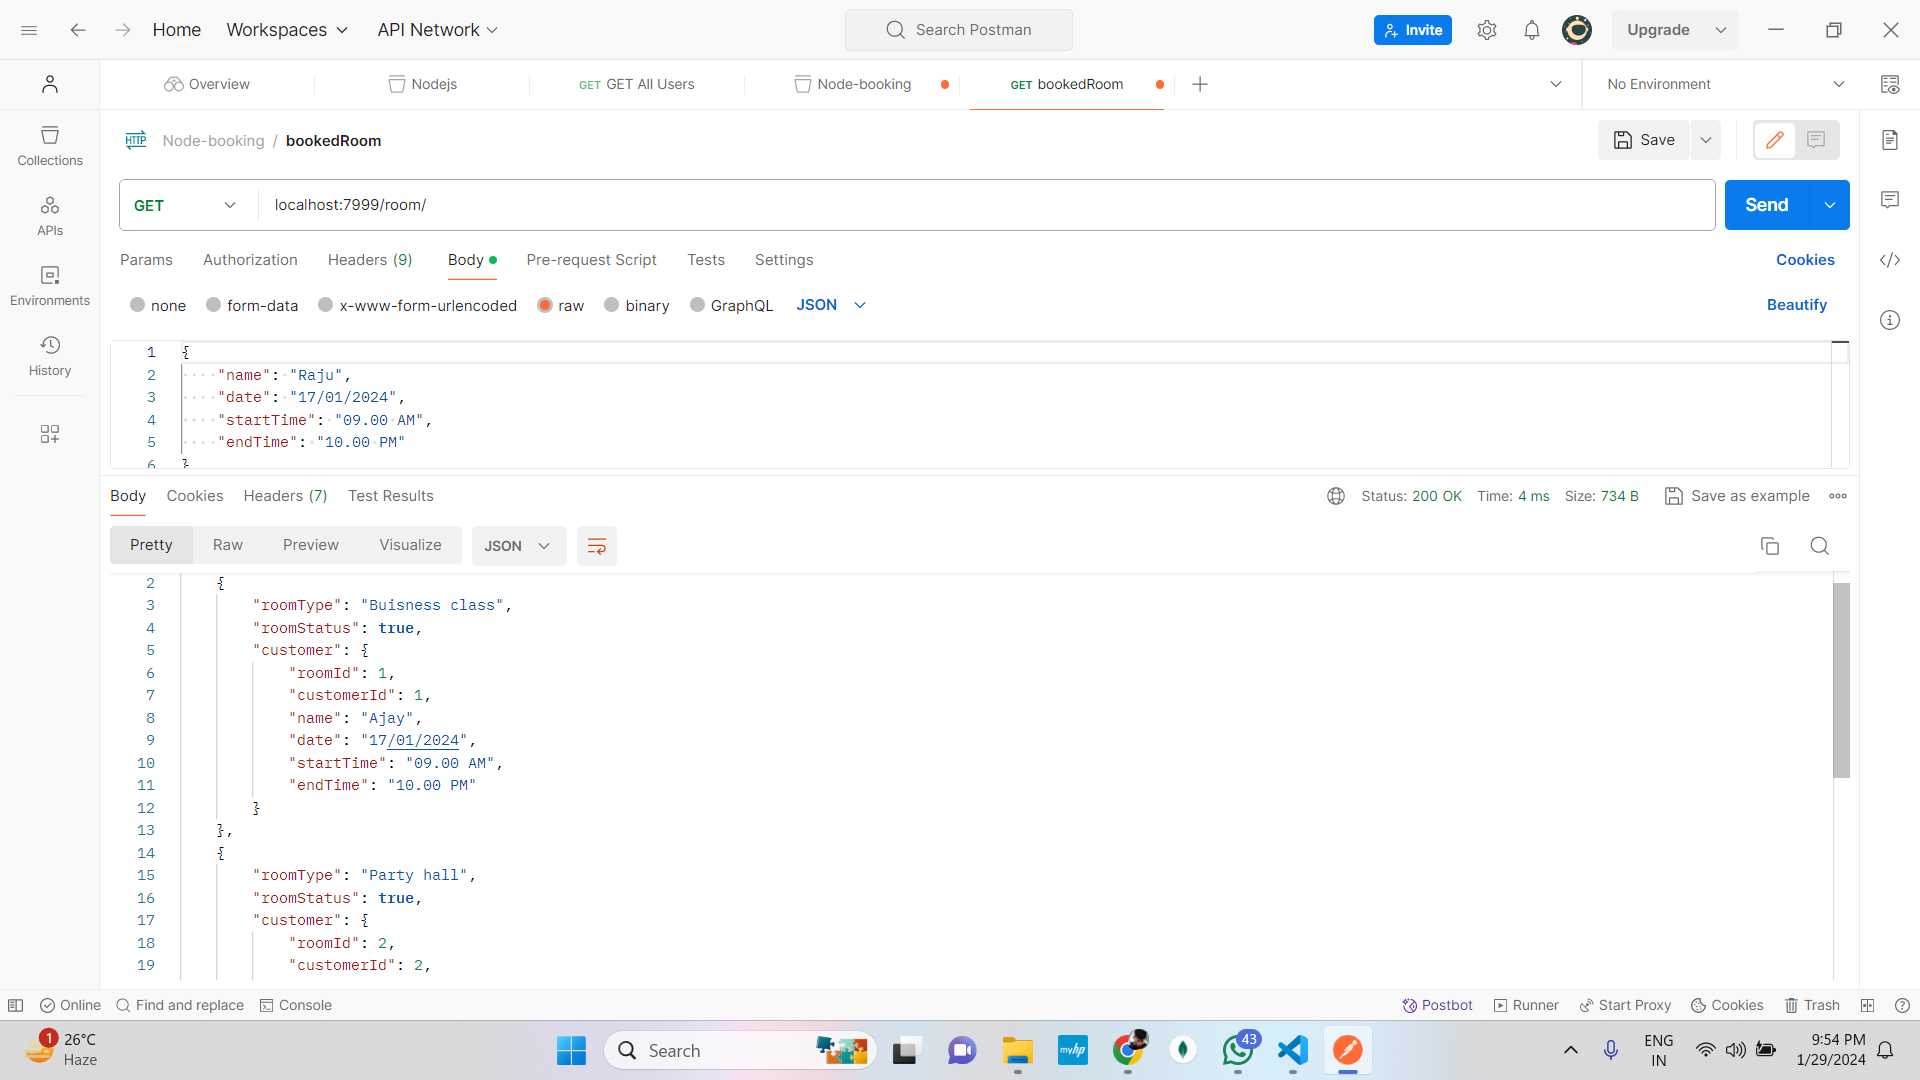 Home Workspaces API Network Search Postman Invite Upgrade
Overview Nodejs GET GET All Users Node-booking GET bookedRoom No Environment
HTTP Node-booking / bookedRoom Save
Collections
APIs
Environments
History
GET localhost:7999/room/ Send
Params Authorization Headers (9) Body Pre-request Script Tests Settings Cookies
none form-data x-www-form-urlencoded raw binary GraphQL JSON Beautify
1 {
2 "name": "Raju",
3 "date": "17/01/2024",
4 "startTime": "09.00 AM",
5 "endTime": "10.00 PM"
6 }
Body Cookies Headers (7) Test Results Status: 200 OK Time: 4 ms Size: 734 B Save as example
Pretty Raw Preview Visualize JSON
2 {
3 "roomType": "Buisness class",
4 "roomStatus": true,
5 "customer": {
6 "roomId": 1,
7 "customerId": 1,
8 "name": "Ajay",
9 "date": "17/01/2024",
10 "startTime": "09.00 AM",
11 "endTime": "10.00 PM"
12 }
13 },
14 {
15 "roomType": "Party hall",
16 "roomStatus": true,
17 "customer": {
18 "roomId": 2,
19 "customerId": 2,
Online Find and replace Console Postbot Runner Start Proxy Cookies Trash
1 26°C
Haze
Search
myhp
43
ENG
IN
9:54 PM
1/29/2024